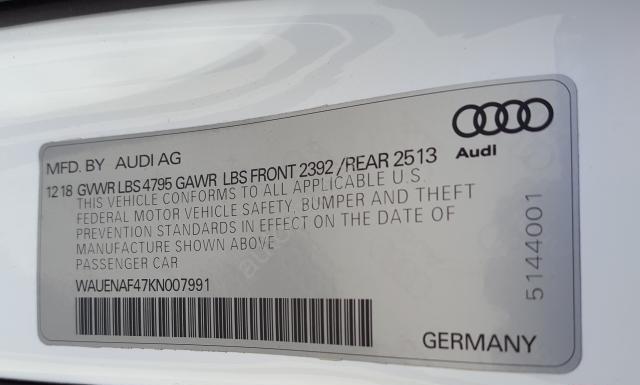 MFD. BY AUDI AG
Audi
12 18 GVWR LBS 4795 GAWR LBS FRONT 2392 /REAR 2513
THIS VEHICLE CONFORMS TO ALL APPLICABLE U.S.
FEDERAL MOTOR VEHICLE SAFETY, BUMPER AND THEFT
PREVENTION STANDARDS IN EFFECT ON THE DATE OF
MANUFACTURE SHOWN ABOVE
PASSENGER CAR
WAUENAF47KN007991
5144001
GERMANY